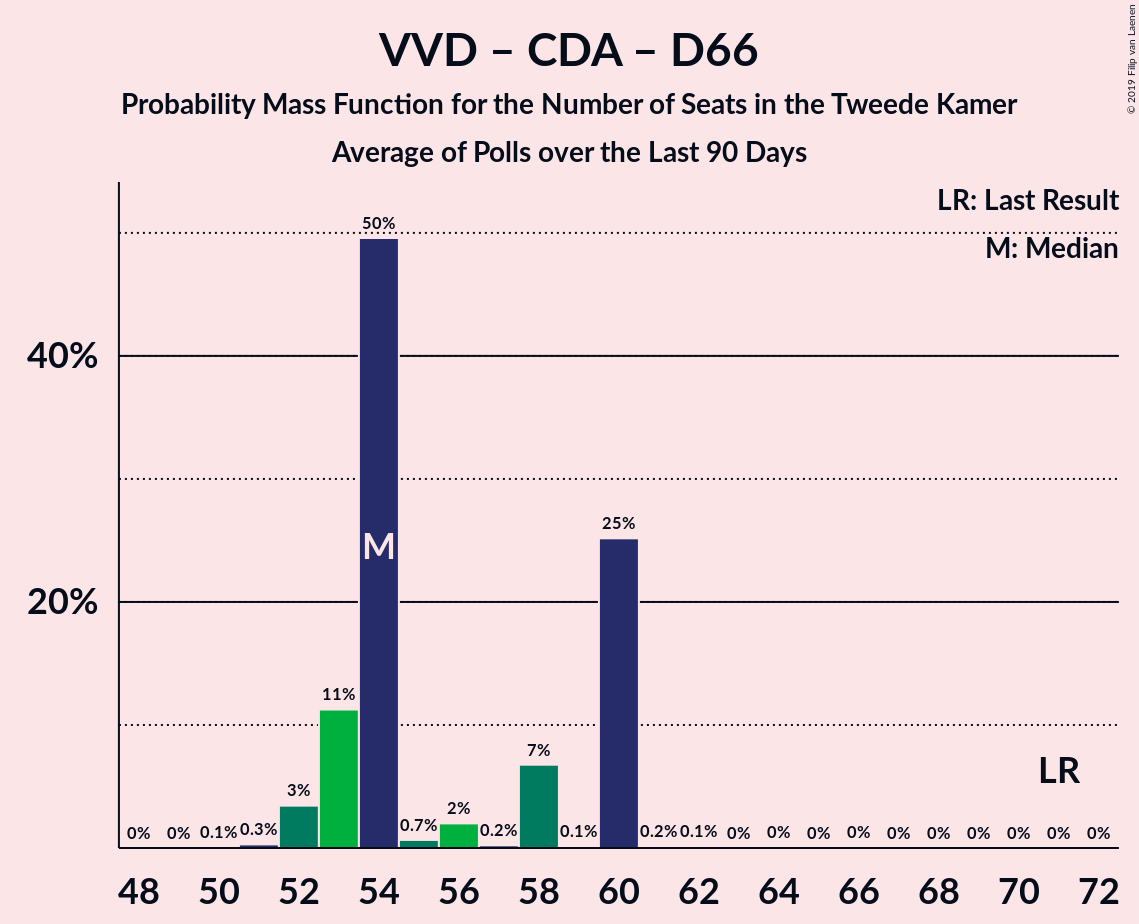 VVD – CDA – D66
Probability Mass Function for the Number of Seats in the Tweede Kamer
Average of Polls over the Last 90 Days
© 2019 Filip van Laenen
LR: Last Result
M: Median
50%
40%
25%
M
20%
11%
7%
3%
2%
LR
0% 0% 0.1% 0.3% 0.7% 0.2% 0.1% 0.2% 0.1% 0% 0% 0% 0% 0% 0% 0% 0% 0% 0%
48 50 52 54 56 58 60 62 64 66 68 70 72